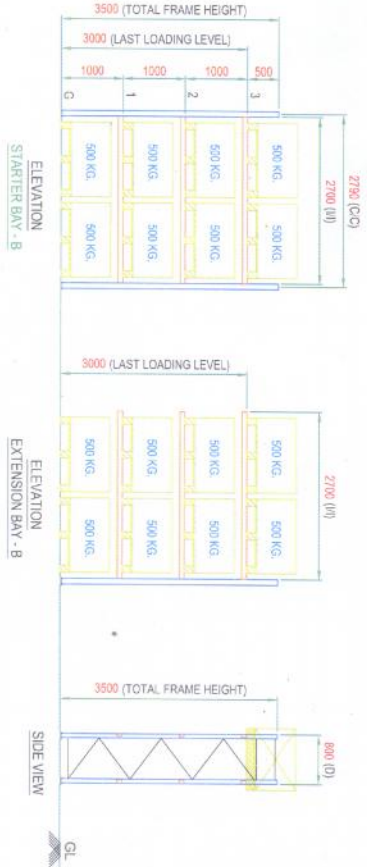 3500 (TOTAL FRAME HEIGHT)
3000 (LAST LOADING LEVEL)
1000
1000
1000
500
G
1
2
3
2790 (C/C)
2700 (I/I)
500 KG.
500 KG.
500 KG.
500 KG.
500 KG.
500 KG.
500 KG.
500 KG.
ELEVATION
STARTER BAY - B
3000 (LAST LOADING LEVEL)
2700 (I/I)
500 KG.
500 KG.
500 KG.
500 KG.
500 KG.
500 KG.
500 KG.
500 KG.
ELEVATION
EXTENSION BAY - B
3500 (TOTAL FRAME HEIGHT)
800 (D)
SIDE VIEW
GL